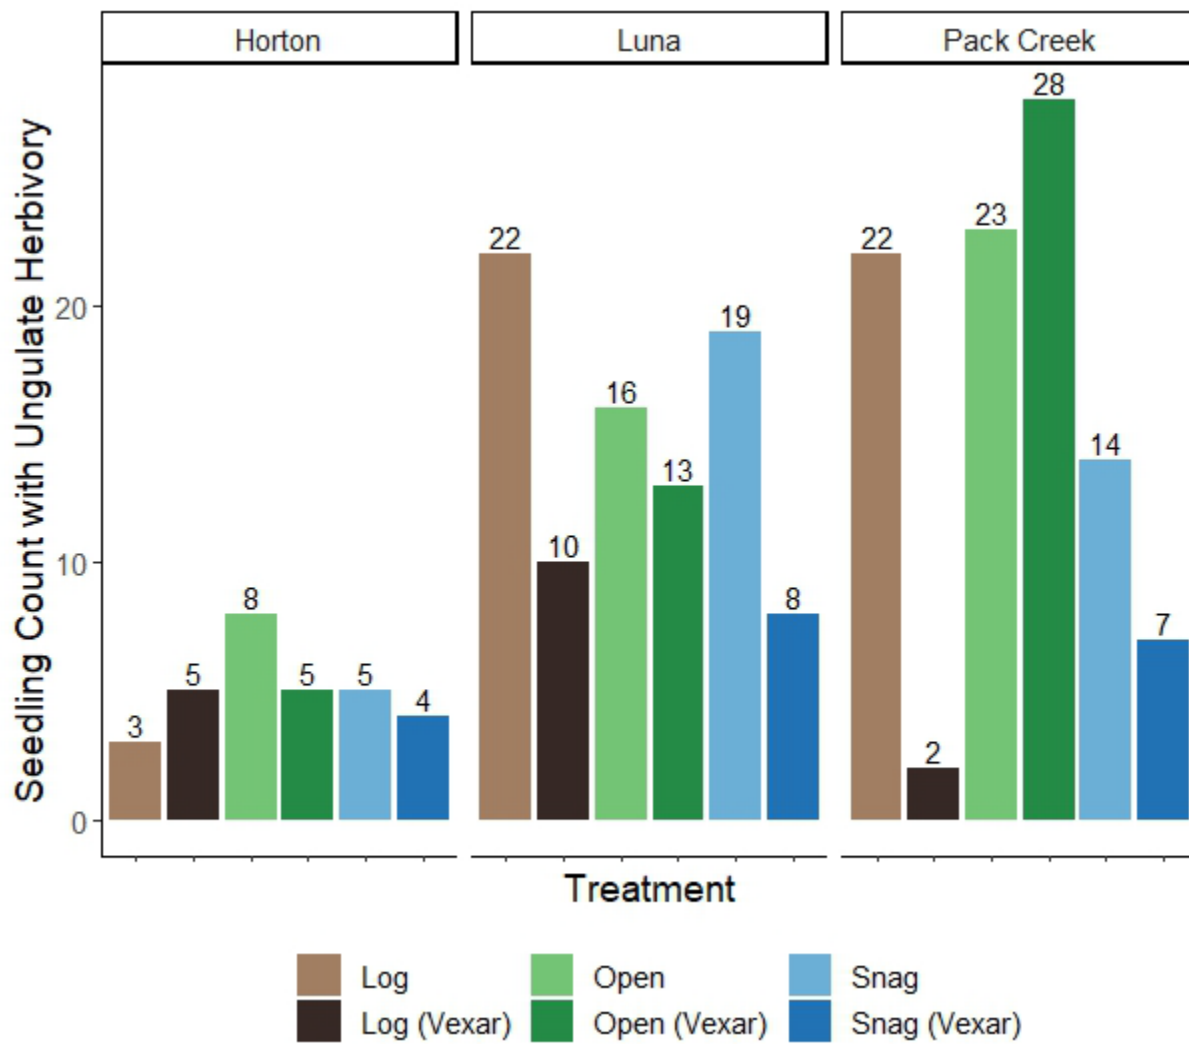 Horton Luna Pack Creek
Seedling Count with Ungulate Herbivory
28
22 22 23
20
19
16
14
13
10
10
8 8
7
5 5 5
4
3
2
0
Treatment
Log Open Snag
Log (Vexar) Open (Vexar) Snag (Vexar)